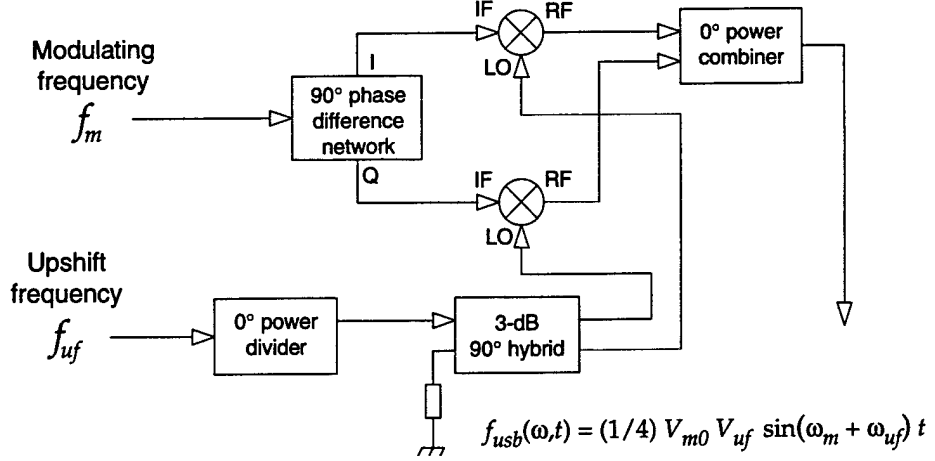 Modulating
frequency
f_m
90° phase
difference
network
I
Q
IF
RF
LO
IF
RF
LO
0° power
combiner
Upshift
frequency
f_uf
0° power
divider
3-dB
90° hybrid
f_usb(ω,t) = (1/4) V_m0 V_uf sin(ω_m + ω_uf) t